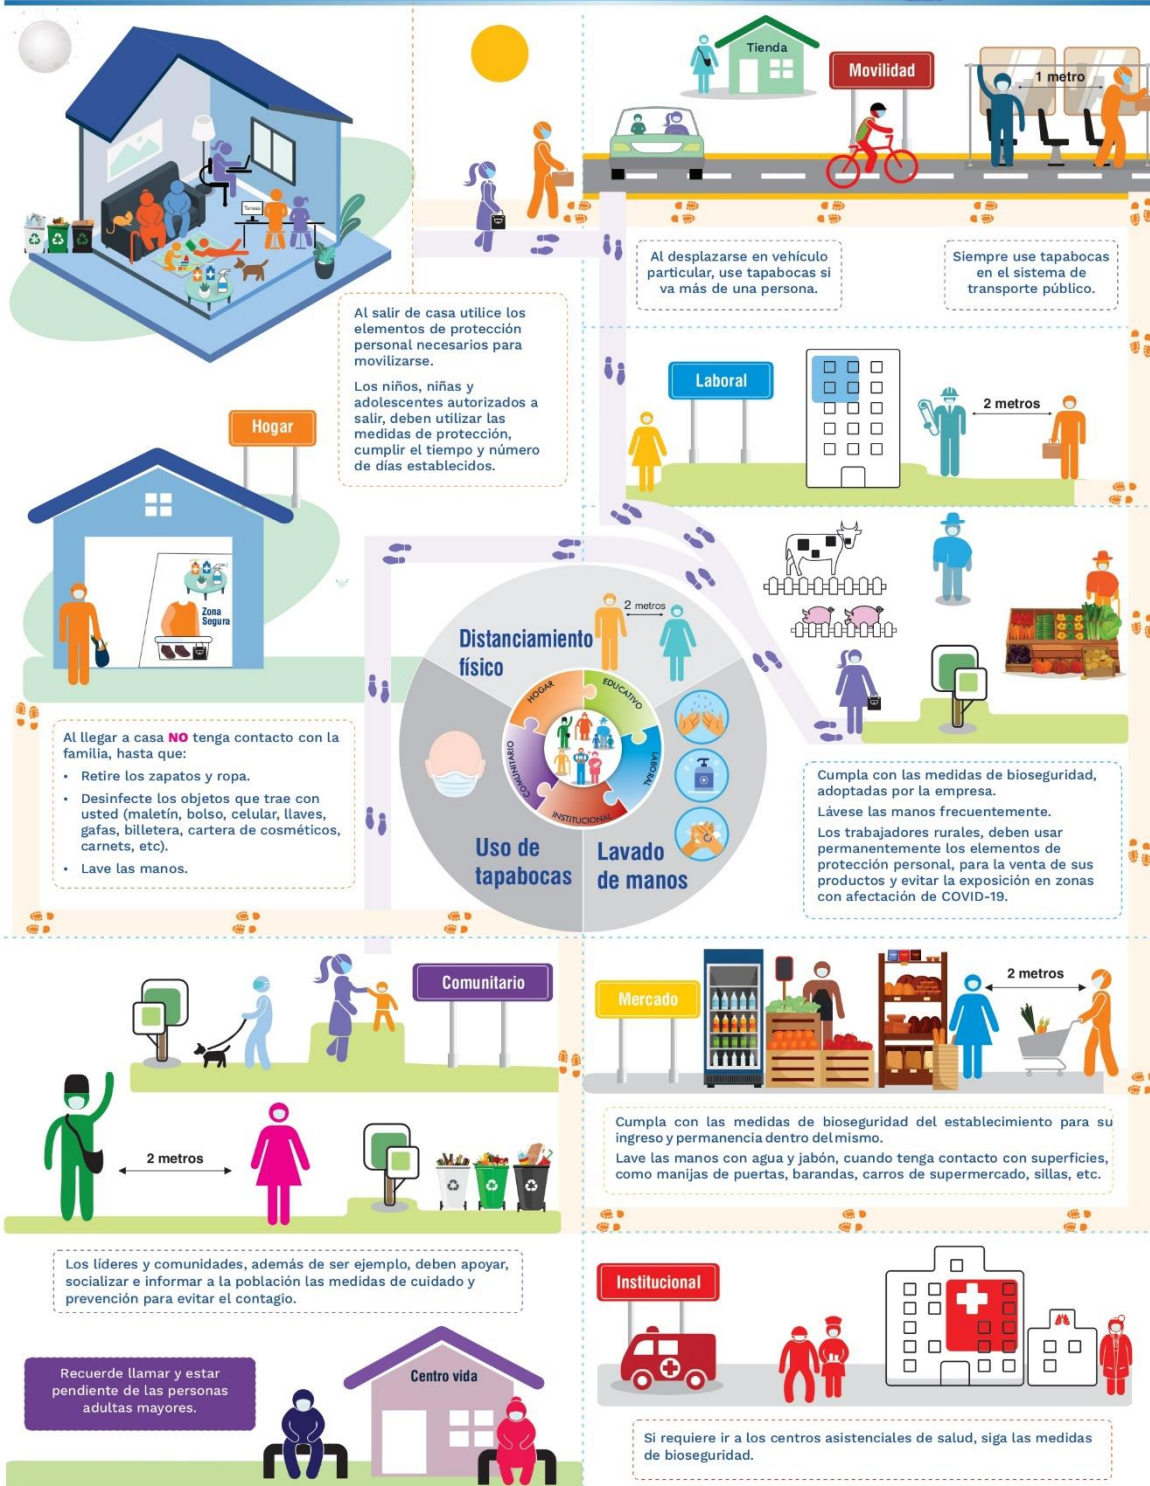 Tienda
Movilidad
1 metro
Tareas
Al desplazarse en vehículo
particular, use tapabocas si
va más de una persona.
Siempre use tapabocas
en el sistema de
transporte público.
Al salir de casa utilice los
elementos de protección
personal necesarios para
movilizarse.
Los niños, niñas y
adolescentes autorizados a
salir, deben utilizar las
medidas de protección,
cumplir el tiempo y número
de días establecidos.
Laboral
2 metros
Hogar
Zona
Segura
Distanciamiento
físico
2 metros
HOGAR
EDUCATIVO
LABORAL
INSTITUCIONAL
COMUNITARIO
Uso de
tapabocas
Lavado
de manos
Al llegar a casa NO tenga contacto con la
familia, hasta que:
• Retire los zapatos y ropa.
• Desinfecte los objetos que trae con
usted (maletín, bolso, celular, llaves,
gafas, billetera, cartera de cosméticos,
carnets, etc).
• Lave las manos.
Cumpla con las medidas de bioseguridad,
adoptadas por la empresa.
Lávese las manos frecuentemente.
Los trabajadores rurales, deben usar
permanentemente los elementos de
protección personal, para la venta de sus
productos y evitar la exposición en zonas
con afectación de COVID-19.
Comunitario
2 metros
Mercado
2 metros
Cumpla con las medidas de bioseguridad del establecimiento para su
ingreso y permanencia dentro del mismo.
Lave las manos con agua y jabón, cuando tenga contacto con superficies,
como manijas de puertas, barandas, carros de supermercado, sillas, etc.
Los líderes y comunidades, además de ser ejemplo, deben apoyar,
socializar e informar a la población las medidas de cuidado y
prevención para evitar el contagio.
Institucional
Recuerde llamar y estar
pendiente de las personas
adultas mayores.
Centro vida
Si requiere ir a los centros asistenciales de salud, siga las medidas
de bioseguridad.